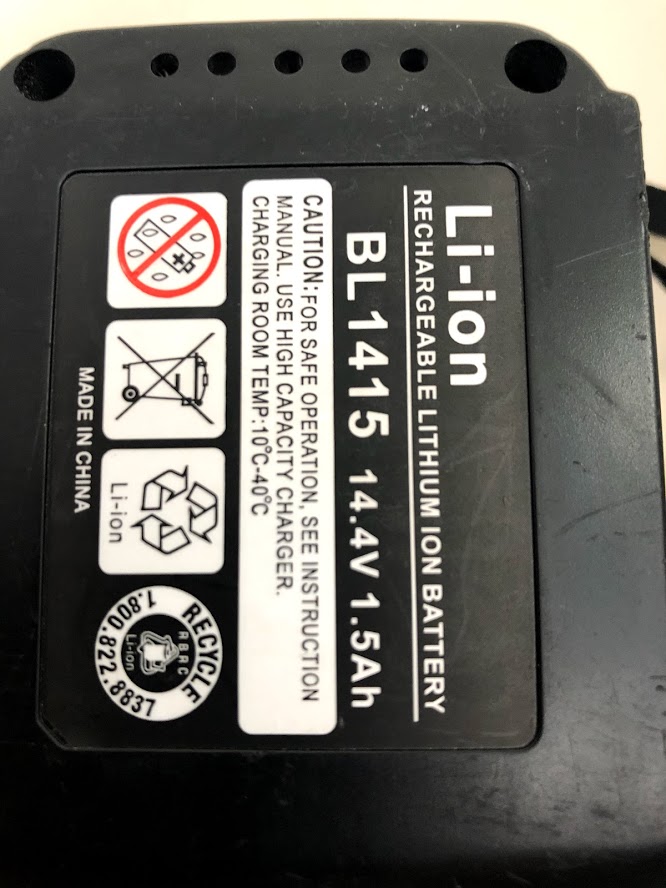 Li-ion
RECHARGEABLE LITHIUM ION BATTERY
BL1415 14.4V 1.5Ah
CAUTION:FOR SAFE OPERATION, SEE INSTRUCTION
MANUAL. USE HIGH CAPACITY CHARGER.
CHARGING ROOM TEMP:10°C-40°C
Li-ion
RECYCLE
RBRC
Li-ion
1.800.822.8837
MADE IN CHINA